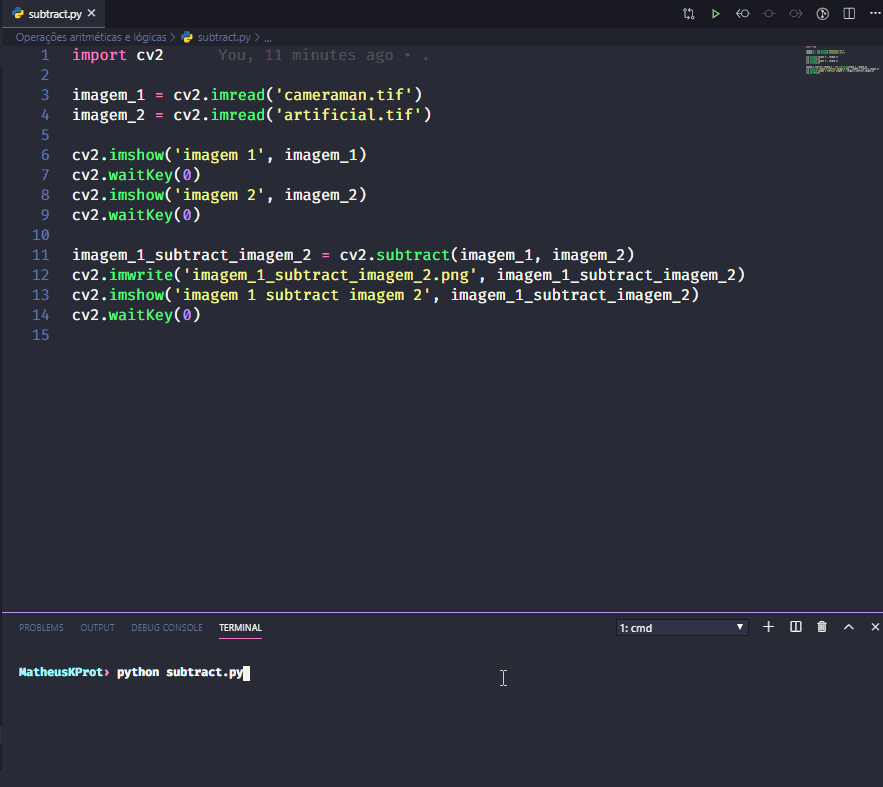 subtract.py
Operações aritméticas e lógicas > subtract.py > ...
1 import cv2 You, 11 minutes ago • .
2
3 imagem_1 = cv2.imread('cameraman.tif')
4 imagem_2 = cv2.imread('artificial.tif')
5
6 cv2.imshow('imagem 1', imagem_1)
7 cv2.waitKey(0)
8 cv2.imshow('imagem 2', imagem_2)
9 cv2.waitKey(0)
10
11 imagem_1_subtract_imagem_2 = cv2.subtract(imagem_1, imagem_2)
12 cv2.imwrite('imagem_1_subtract_imagem_2.png', imagem_1_subtract_imagem_2)
13 cv2.imshow('imagem 1 subtract imagem 2', imagem_1_subtract_imagem_2)
14 cv2.waitKey(0)
15
PROBLEMS OUTPUT DEBUG CONSOLE TERMINAL 1: cmd
MatheusKProt> python subtract.py